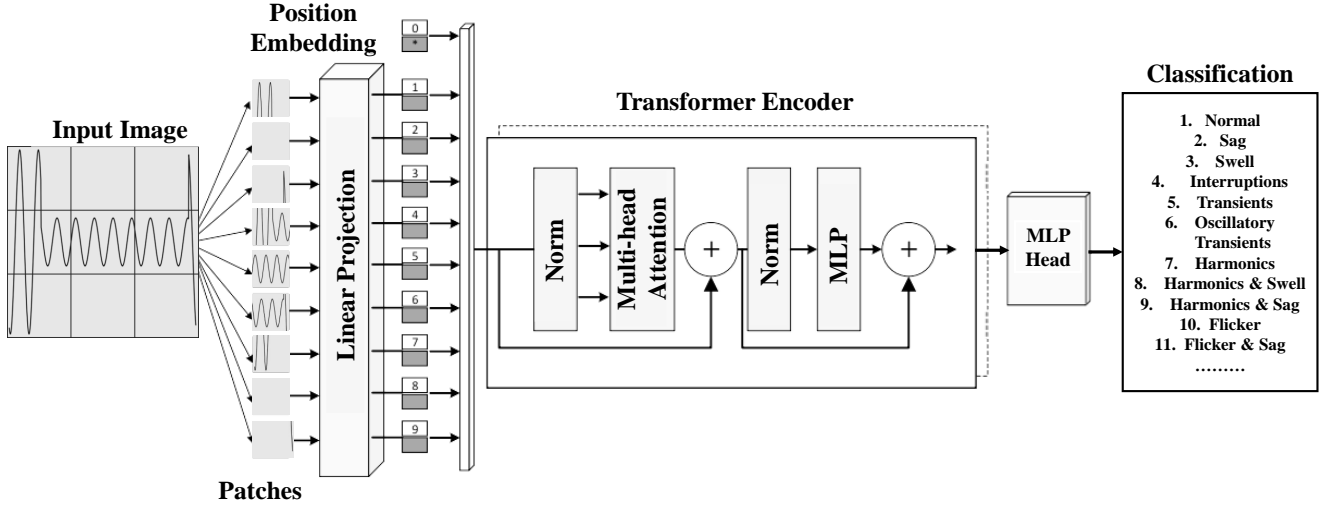 Input Image
Patches
Position
Embedding
Linear Projection
0
*
1
2
3
4
5
6
7
8
9
Transformer Encoder
Norm
Multi-head
Attention
+
Norm
MLP
+
MLP
Head
Classification
1. Normal
2. Sag
3. Swell
4. Interruptions
5. Transients
6. Oscillatory
Transients
7. Harmonics
8. Harmonics & Swell
9. Harmonics & Sag
10. Flicker
11. Flicker & Sag
.........